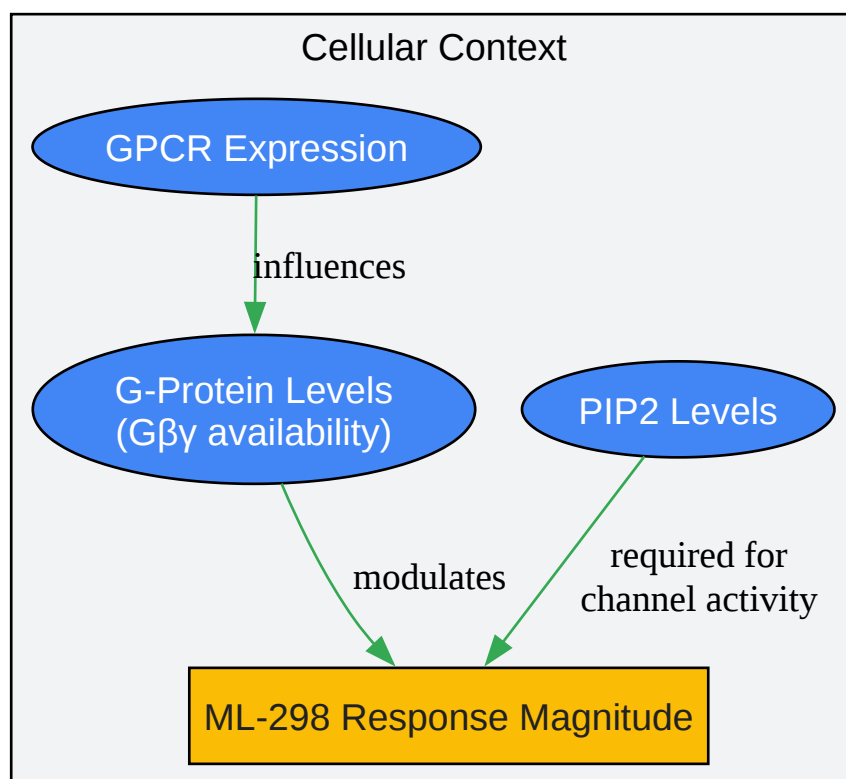 Cellular Context
GPCR Expression
influences
G-Protein Levels
(Gβγ availability)
PIP2 Levels
modulates
required for
channel activity
ML-298 Response Magnitude